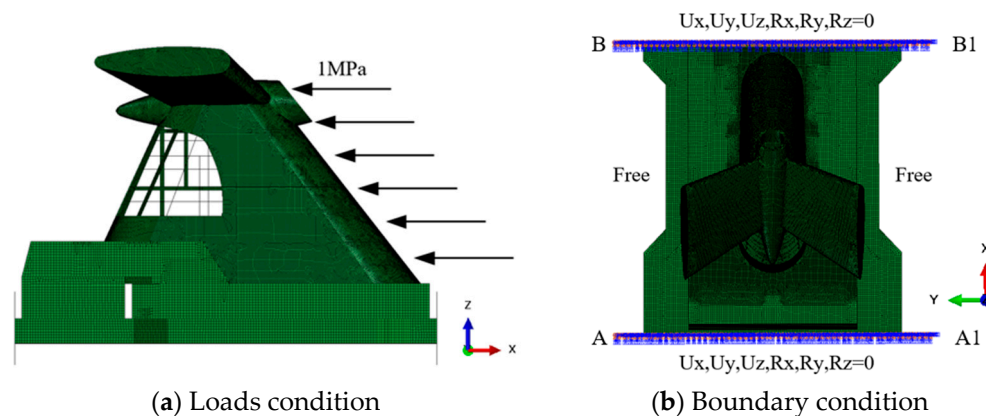 1MPa
Z
X
(a) Loads condition
Ux,Uy,Uz,Rx,Ry,Rz=0
B B1
Free Free
X
Y
A A1
Ux,Uy,Uz,Rx,Ry,Rz=0
(b) Boundary condition